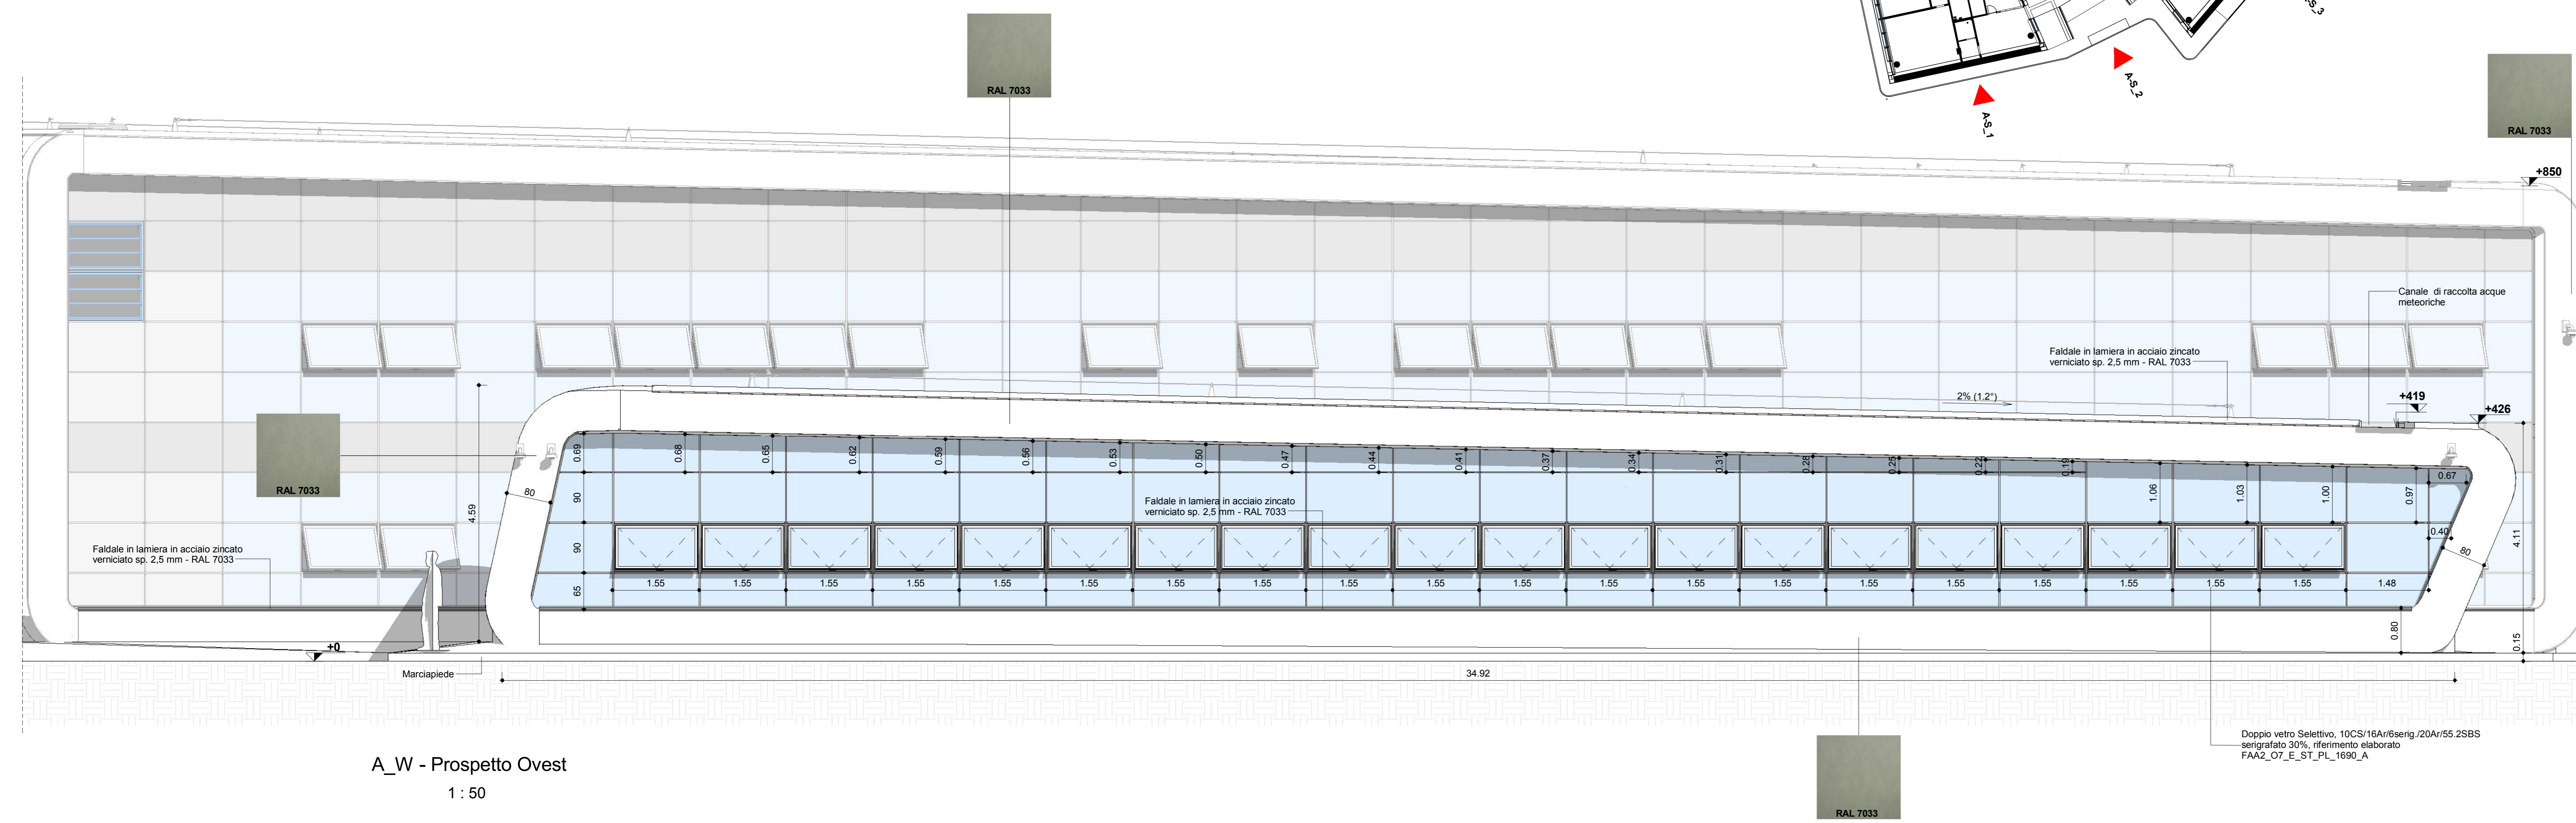 A-S_3
A-S_2
A-S_1
RAL 7033
RAL 7033
+850
Canale di raccolta acque
meteoriche
Faldale in lamiera in acciaio zincato
verniciato sp. 2,5 mm - RAL 7033
2% (1.2°)
+419
+426
RAL 7033
4.59
80
0.69
0.68
0.65
0.62
0.59
0.56
0.53
0.50
0.47
0.44
0.41
0.37
0.34
0.31
0.28
0.25
0.22
0.19
1.06
1.03
1.00
0.97
0.67
90
Faldale in lamiera in acciaio zincato
verniciato sp. 2,5 mm - RAL 7033
0.40
80
4.11
90
Faldale in lamiera in acciaio zincato
verniciato sp. 2,5 mm - RAL 7033
65
1.55 1.55 1.55 1.55 1.55 1.55 1.55 1.55 1.55 1.55 1.55 1.55 1.55 1.55 1.55 1.55 1.55 1.55 1.55 1.55 1.48
0.80
0.15
+0
Marciapiede
34.92
Doppio vetro Selettivo, 10CS/16Ar/6serig./20Ar/55.2SBS
serigrafato 30%, riferimento elaborato
FAA2_O7_E_ST_PL_1690_A
A_W - Prospetto Ovest
1 : 50
RAL 7033